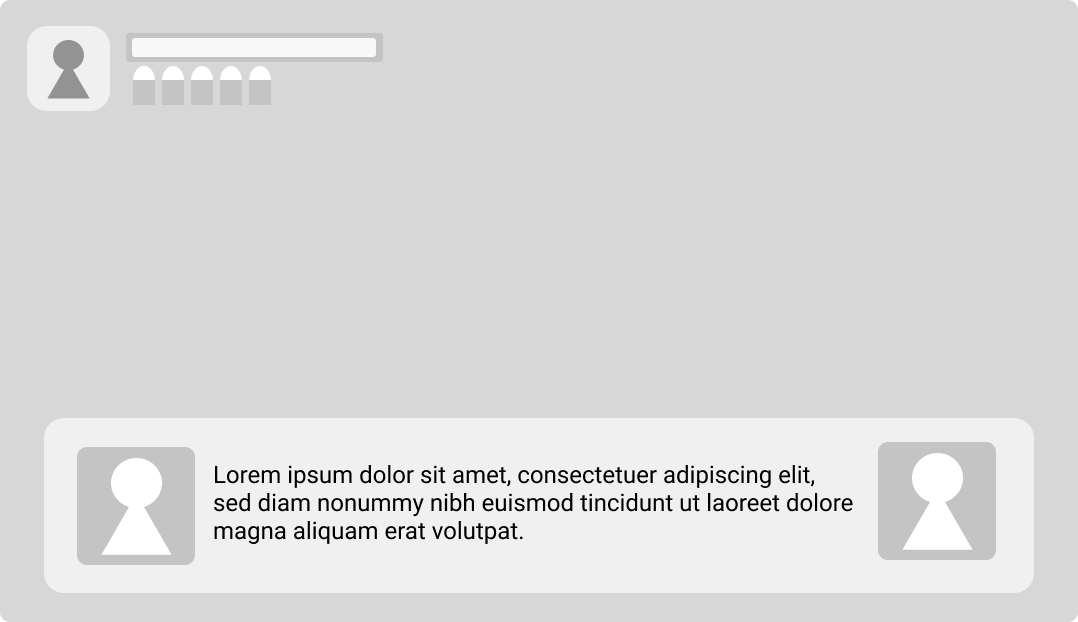 Lorem ipsum dolor sit amet, consectetuer adipiscing elit,
sed diam nonummy nibh euismod tincidunt ut laoreet dolore
magna aliquam erat volutpat.